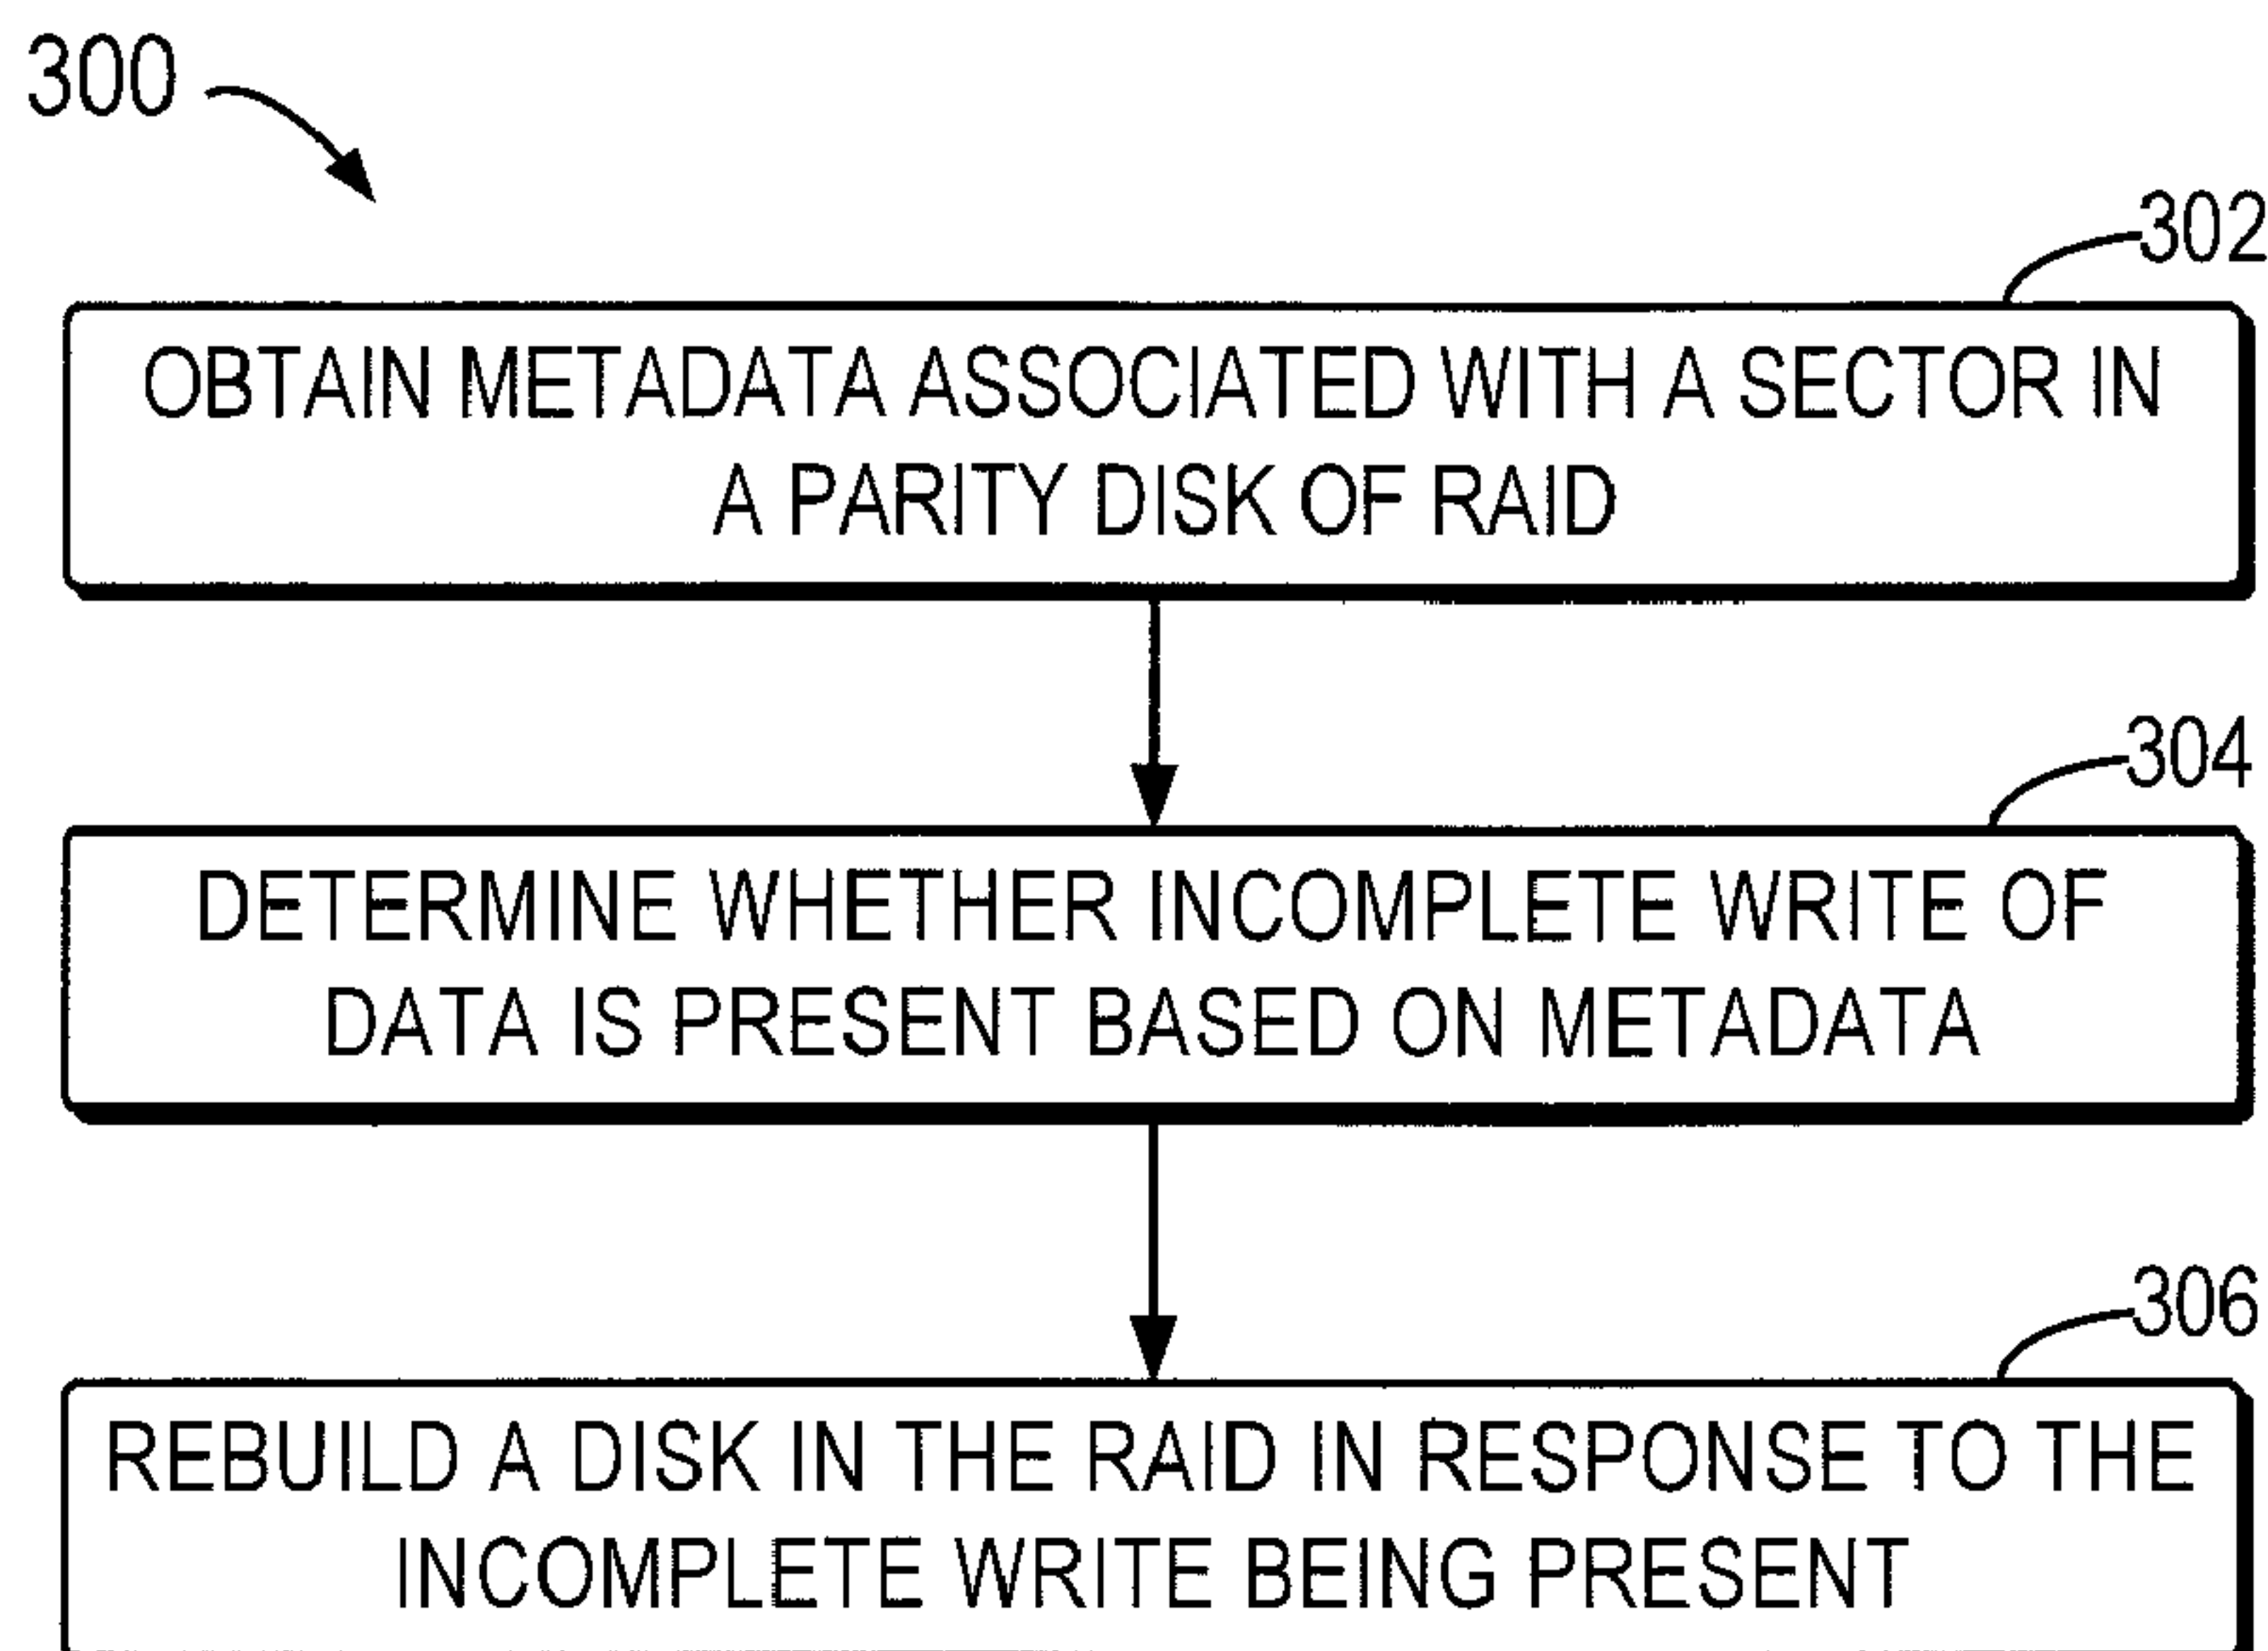 300
302
OBTAIN METADATA ASSOCIATED WITH A SECTOR IN
A PARITY DISK OF RAID
304
DETERMINE WHETHER INCOMPLETE WRITE OF
DATA IS PRESENT BASED ON METADATA
306
REBUILD A DISK IN THE RAID IN RESPONSE TO THE
INCOMPLETE WRITE BEING PRESENT